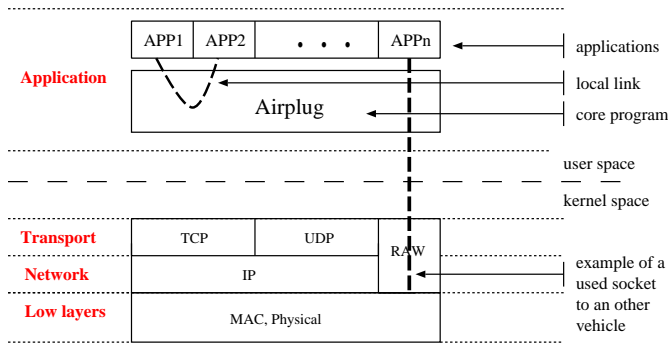 APP1 APP2 . . . APPn
applications
Application
local link
Airplug
core program
user space
kernel space
Transport
TCP
UDP
RAW
Network
IP
example of a
used socket
to an other
vehicle
Low layers
MAC, Physical